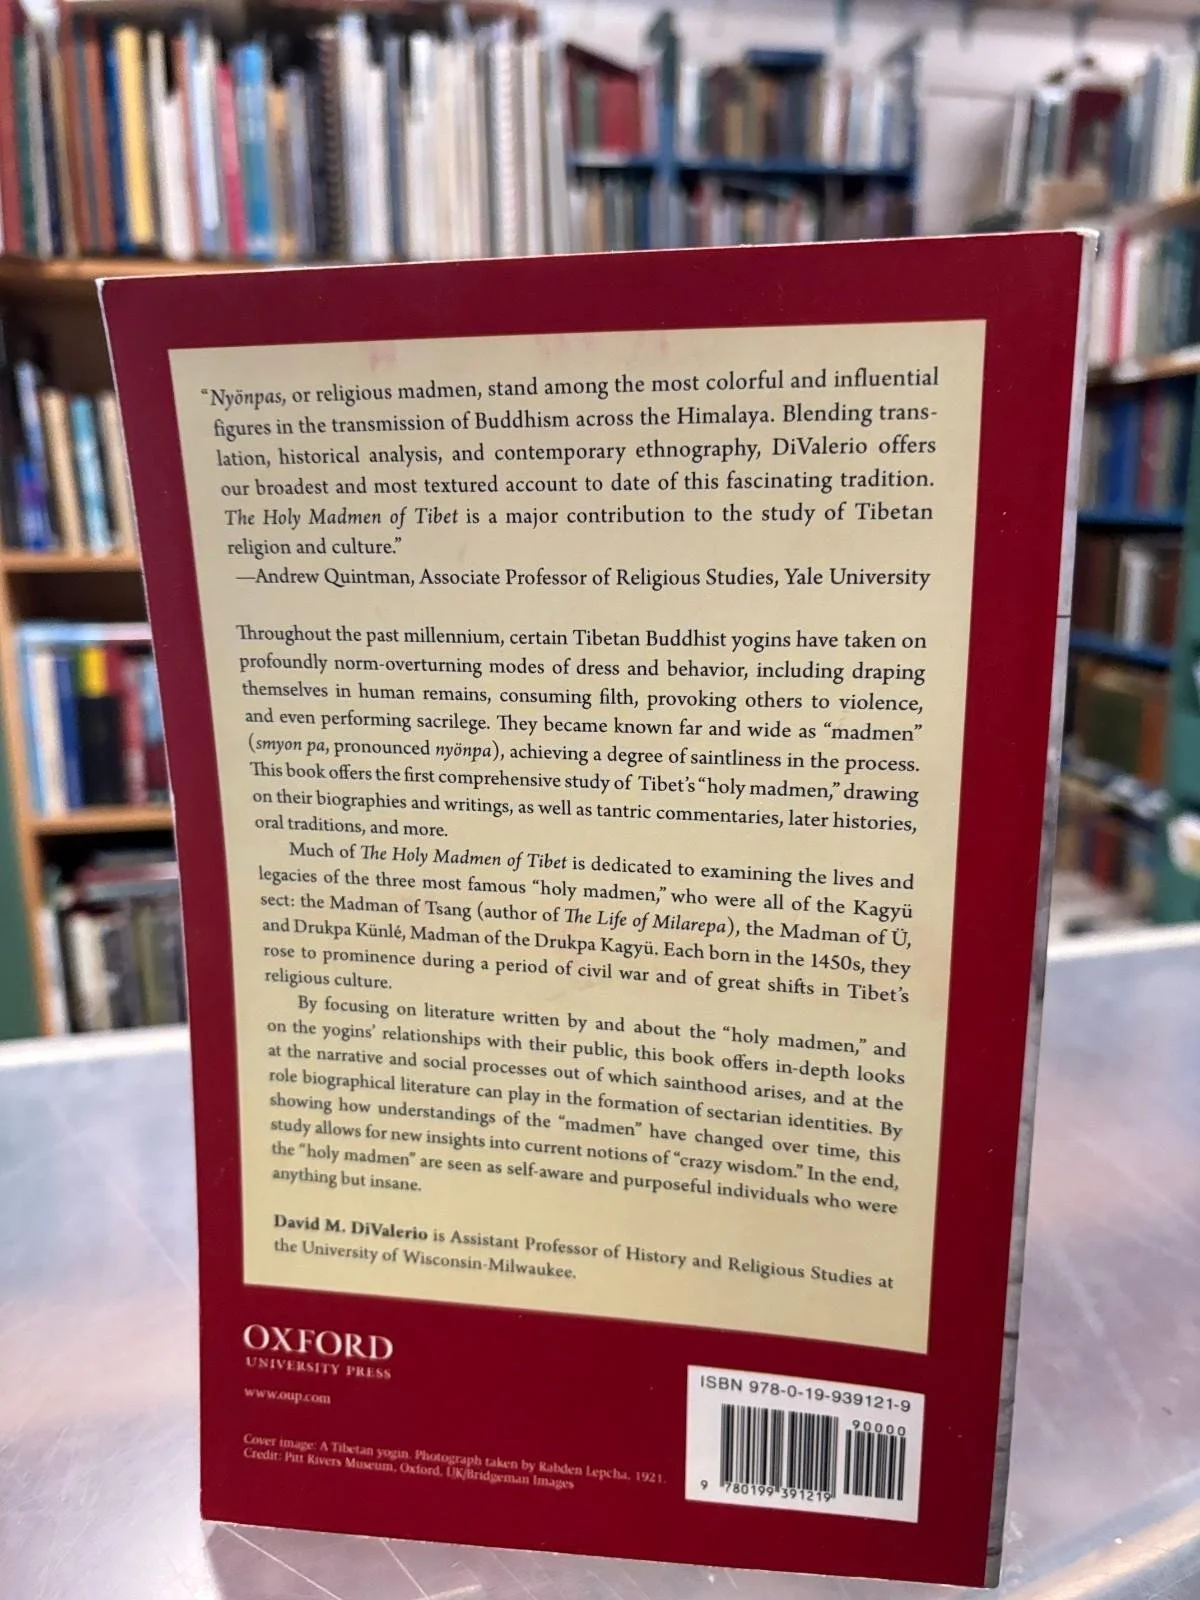 “Nyönpas, or religious madmen, stand among the most colorful and influential
figures in the transmission of Buddhism across the Himalaya. Blending trans-
lation, historical analysis, and contemporary ethnography, DiValerio offers
our broadest and most textured account to date of this fascinating tradition.
The Holy Madmen of Tibet is a major contribution to the study of Tibetan
religion and culture.”
—Andrew Quintman, Associate Professor of Religious Studies, Yale University
Throughout the past millennium, certain Tibetan Buddhist yogins have taken on
profoundly norm-overturning modes of dress and behavior, including draping
themselves in human remains, consuming filth, provoking others to violence,
and even performing sacrilege. They became known far and wide as “madmen”
(smyon pa, pronounced nyönpa), achieving a degree of saintliness in the process.
This book offers the first comprehensive study of Tibet’s “holy madmen,” drawing
on their biographies and writings, as well as tantric commentaries, later histories,
oral traditions, and more.
Much of The Holy Madmen of Tibet is dedicated to examining the lives and
legacies of the three most famous “holy madmen,” who were all of the Kagyü
sect: the Madman of Tsang (author of The Life of Milarepa), the Madman of Ü,
and Drukpa Künlé, Madman of the Drukpa Kagyü. Each born in the 1450s, they
rose to prominence during a period of civil war and of great shifts in Tibet’s
religious culture.
By focusing on literature written by and about the “holy madmen,” and
on the yogins’ relationships with their public, this book offers in-depth looks
at the narrative and social processes out of which sainthood arises, and at the
role biographical literature can play in the formation of sectarian identities. By
showing how understandings of the “madmen” have changed over time, this
study allows for new insights into current notions of “crazy wisdom.” In the end,
the “holy madmen” are seen as self-aware and purposeful individuals who were
anything but insane.
David M. DiValerio is Assistant Professor of History and Religious Studies at
the University of Wisconsin-Milwaukee.
OXFORD
UNIVERSITY PRESS
www.oup.com
Cover image: A Tibetan yogin. Photograph taken by Rabden Lepcha, 1921.
Credit: Pitt Rivers Museum, Oxford, UK/Bridgeman Images
ISBN 978-0-19-939121-9
90000
9 780199 391219